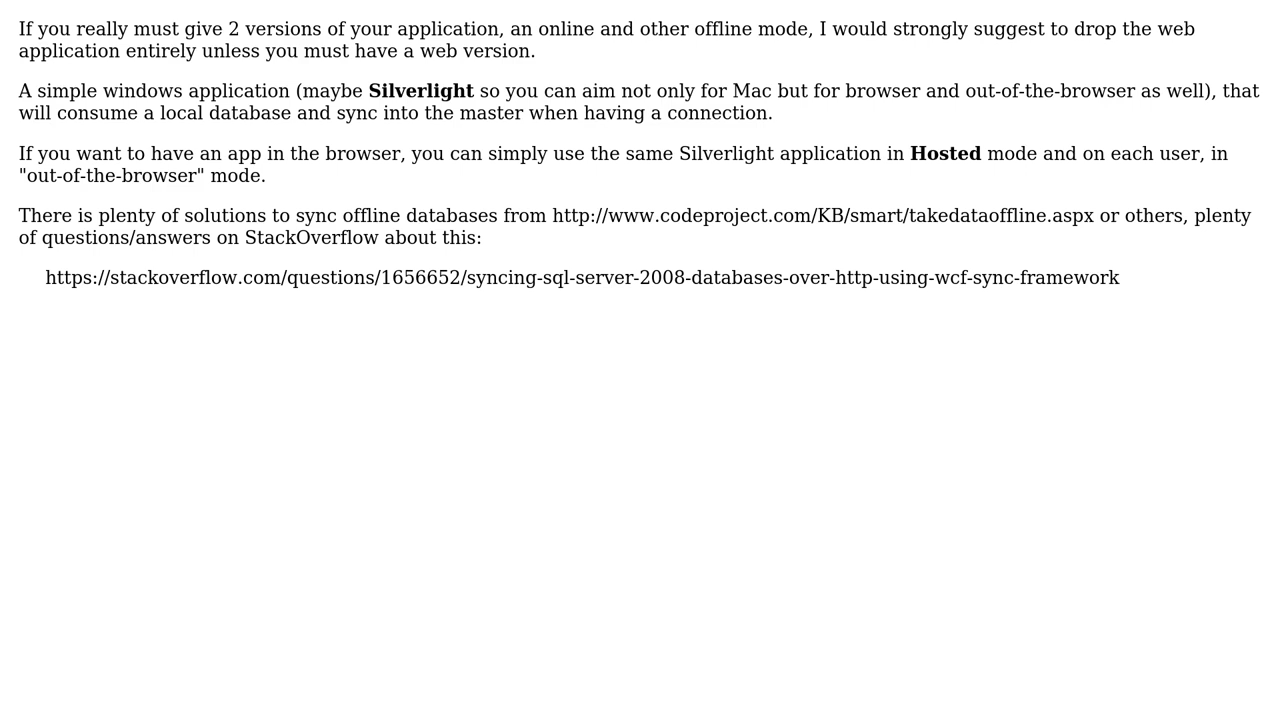 If you really must give 2 versions of your application, an online and other offline mode, I would strongly suggest to drop the web
application entirely unless you must have a web version.
A simple windows application (maybe Silverlight so you can aim not only for Mac but for browser and out-of-the-browser as well), that
will consume a local database and sync into the master when having a connection.
If you want to have an app in the browser, you can simply use the same Silverlight application in Hosted mode and on each user, in
"out-of-the-browser" mode.
There is plenty of solutions to sync offline databases from http://www.codeproject.com/KB/smart/takedataoffline.aspx or others, plenty
of questions/answers on StackOverflow about this:
https://stackoverflow.com/questions/1656652/syncing-sql-server-2008-databases-over-http-using-wcf-sync-framework